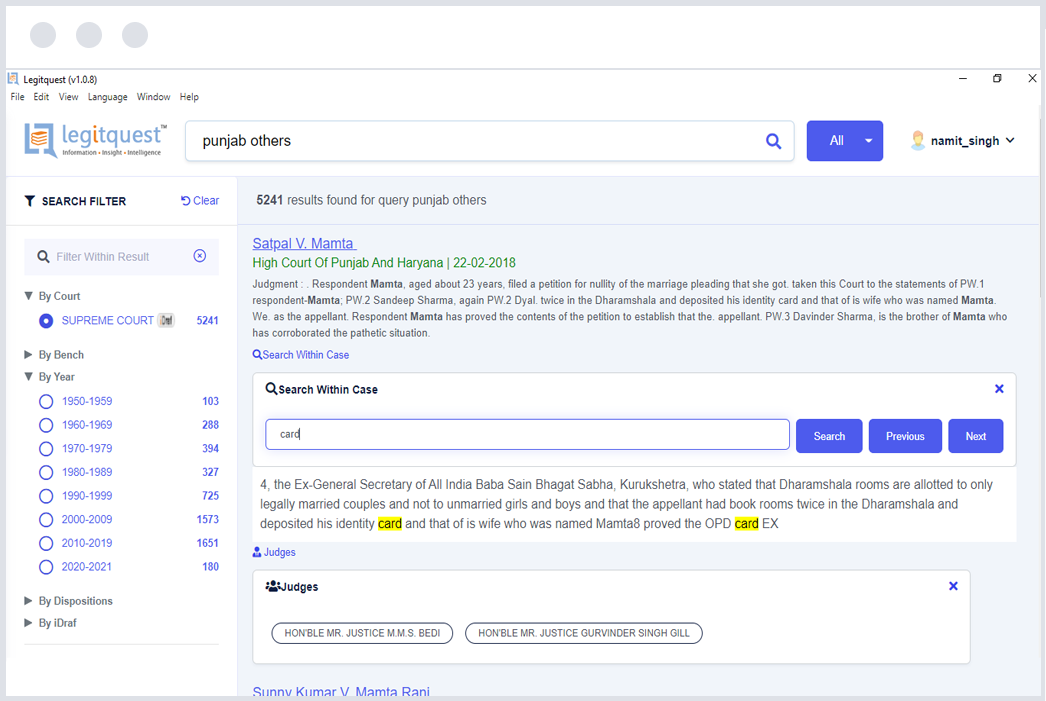 Legitquest (v1.0.8)
File Edit View Language Window Help
legitquest™
Information • Insight • Intelligence
punjab others
All
namit_singh
SEARCH FILTER
Clear
5241 results found for query punjab others
Filter Within Result
By Court
SUPREME COURT 5241
By Bench
By Year
1950-1959 103
1960-1969 288
1970-1979 394
1980-1989 327
1990-1999 725
2000-2009 1573
2010-2019 1651
2020-2021 180
By Dispositions
By iDraf
Satpal V. Mamta
High Court Of Punjab And Haryana | 22-02-2018
Judgment : . Respondent Mamta, aged about 23 years, filed a petition for nullity of the marriage pleading that she got. taken this Court to the statements of PW.1
respondent-Mamta; PW.2 Sandeep Sharma, again PW.2 Dyal. twice in the Dharamshala and deposited his identity card and that of is wife who was named Mamta.
We. as the appellant. Respondent Mamta has proved the contents of the petition to establish that the. appellant. PW.3 Davinder Sharma, is the brother of Mamta who
has corroborated the pathetic situation.
Search Within Case
Search Within Case
card
Search Previous Next
4, the Ex-General Secretary of All India Baba Sain Bhagat Sabha, Kurukshetra, who stated that Dharamshala rooms are allotted to only
legally married couples and not to unmarried girls and boys and that the appellant had book rooms twice in the Dharamshala and
deposited his identity card and that of is wife who was named Mamta8 proved the OPD card EX
Judges
Judges
HON'BLE MR. JUSTICE M.M.S. BEDI HON'BLE MR. JUSTICE GURVINDER SINGH GILL
Sunny Kumar V. Mamta Rani